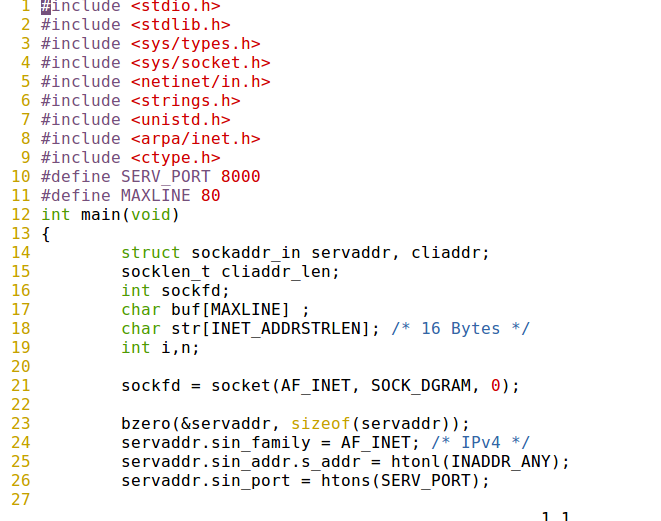 1 #include <stdio.h>
2 #include <stdlib.h>
3 #include <sys/types.h>
4 #include <sys/socket.h>
5 #include <netinet/in.h>
6 #include <strings.h>
7 #include <unistd.h>
8 #include <arpa/inet.h>
9 #include <ctype.h>
10 #define SERV_PORT 8000
11 #define MAXLINE 80
12 int main(void)
13 {
14         struct sockaddr_in servaddr, cliaddr;
15         socklen_t cliaddr_len;
16         int sockfd;
17         char buf[MAXLINE] ;
18         char str[INET_ADDRSTRLEN]; /* 16 Bytes */
19         int i,n;
20
21         sockfd = socket(AF_INET, SOCK_DGRAM, 0);
22
23         bzero(&servaddr, sizeof(servaddr));
24         servaddr.sin_family = AF_INET; /* IPv4 */
25         servaddr.sin_addr.s_addr = htonl(INADDR_ANY);
26         servaddr.sin_port = htons(SERV_PORT);
27